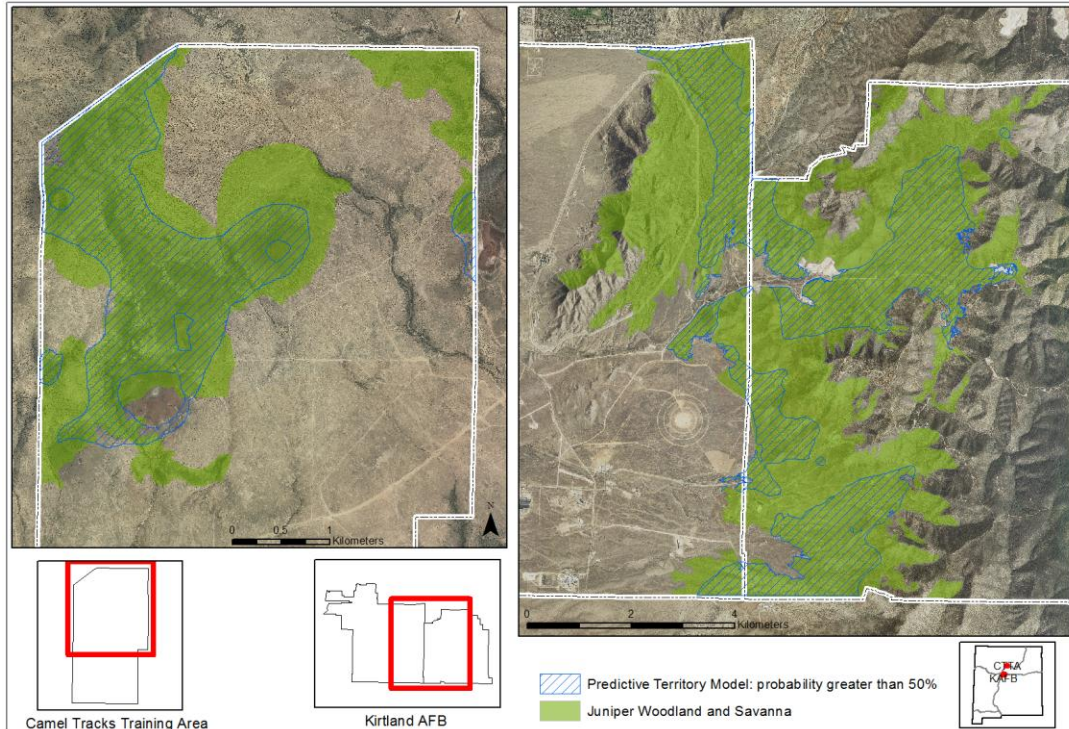 N
0 0.5 1
Kilometers
0 2 4
Kilometers
Camel Tracks Training Area
Kirtland AFB
Predictive Territory Model: probability greater than 50%
Juniper Woodland and Savanna
CTTA
KAFB